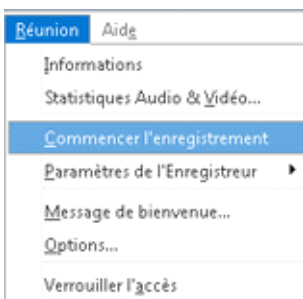 Réunion Aide
Informations
Statistiques Audio & Vidéo...
Commencer l'enregistrement
Paramètres de l'Enregistreur
Message de bienvenue...
Options...
Verrouiller l'accès